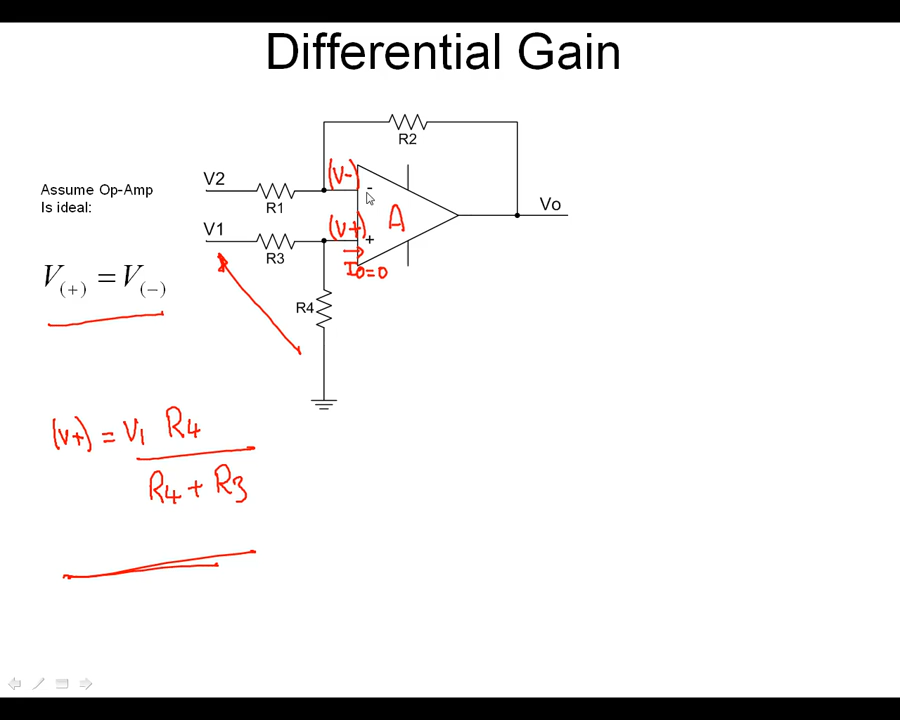 Differential Gain
R2
(V-)
V2
-
Assume Op-Amp
Is ideal:
R1
A
Vo
V1
(V+)
+
R3
I0=0
V(+) = V(-)
R4
(V+) = V1 R4
R4 + R3